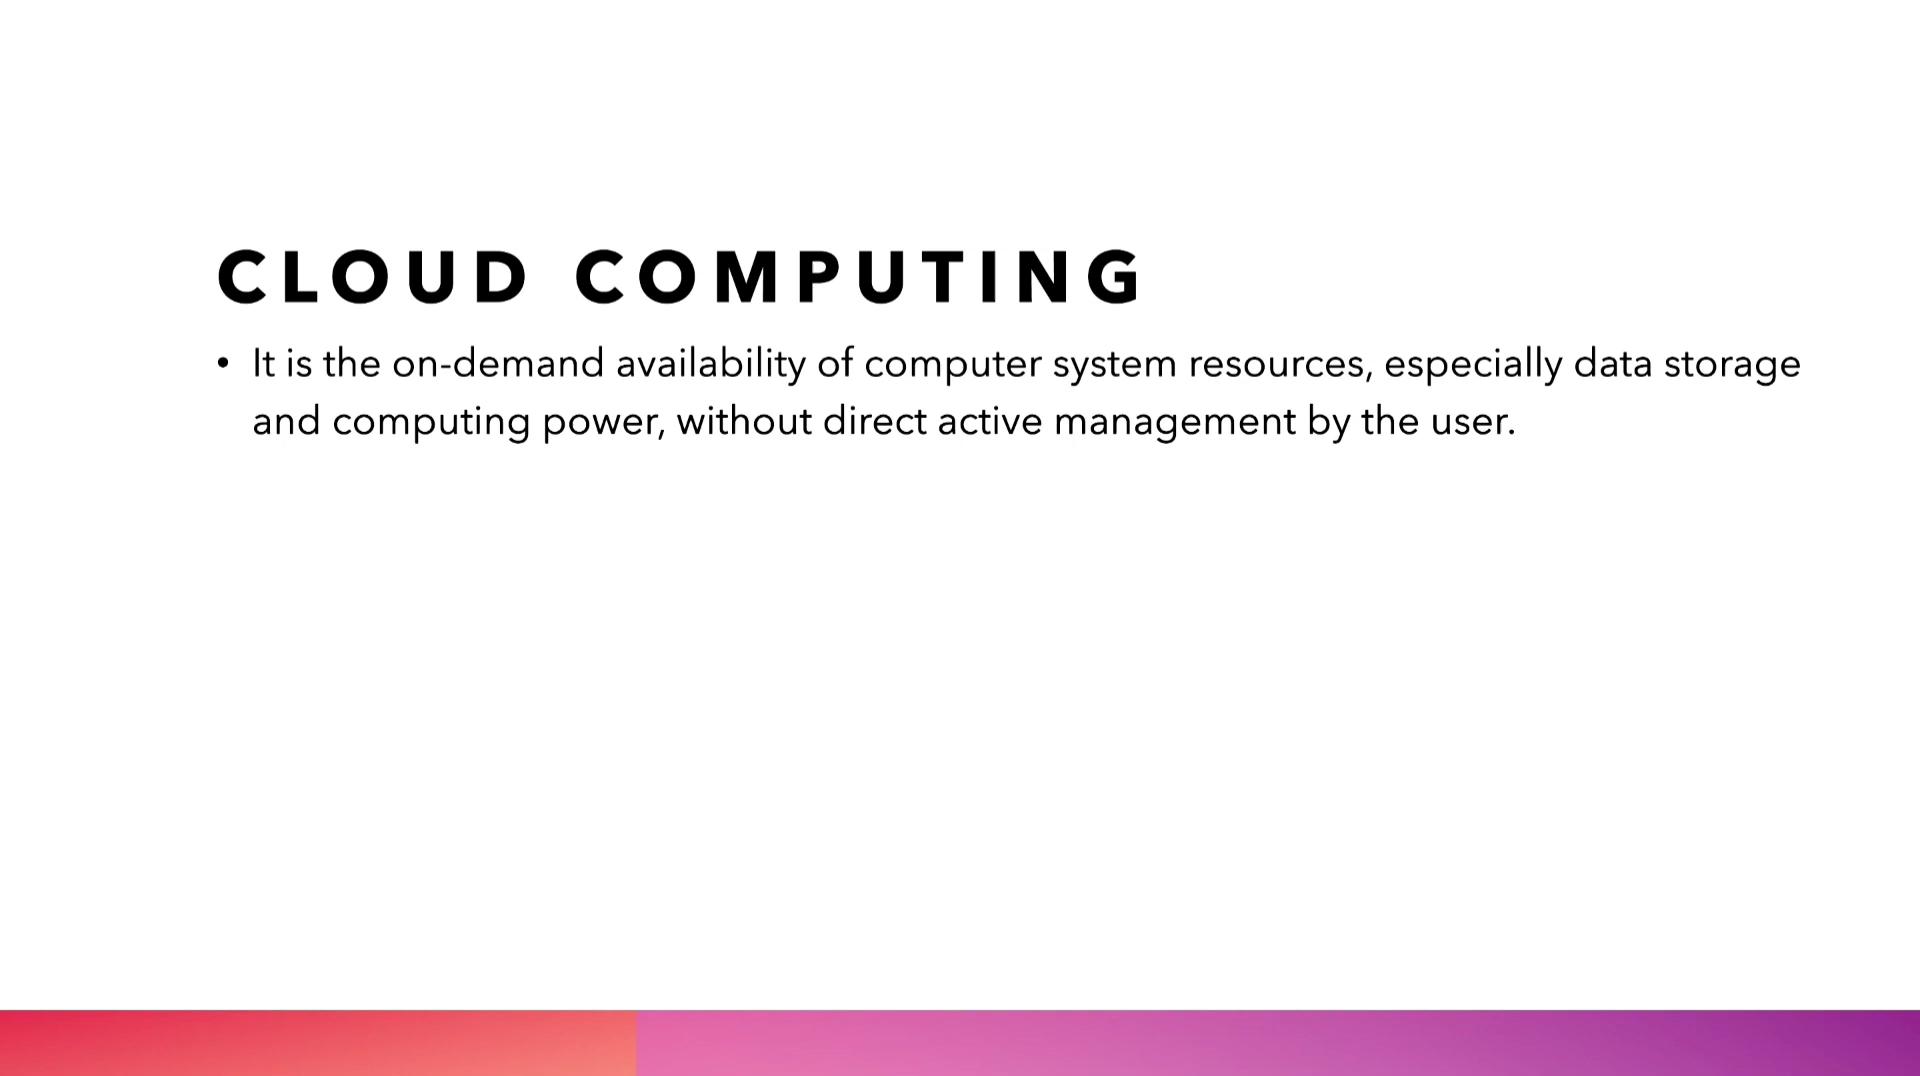 CLOUD COMPUTING
• It is the on-demand availability of computer system resources, especially data storage
and computing power, without direct active management by the user.